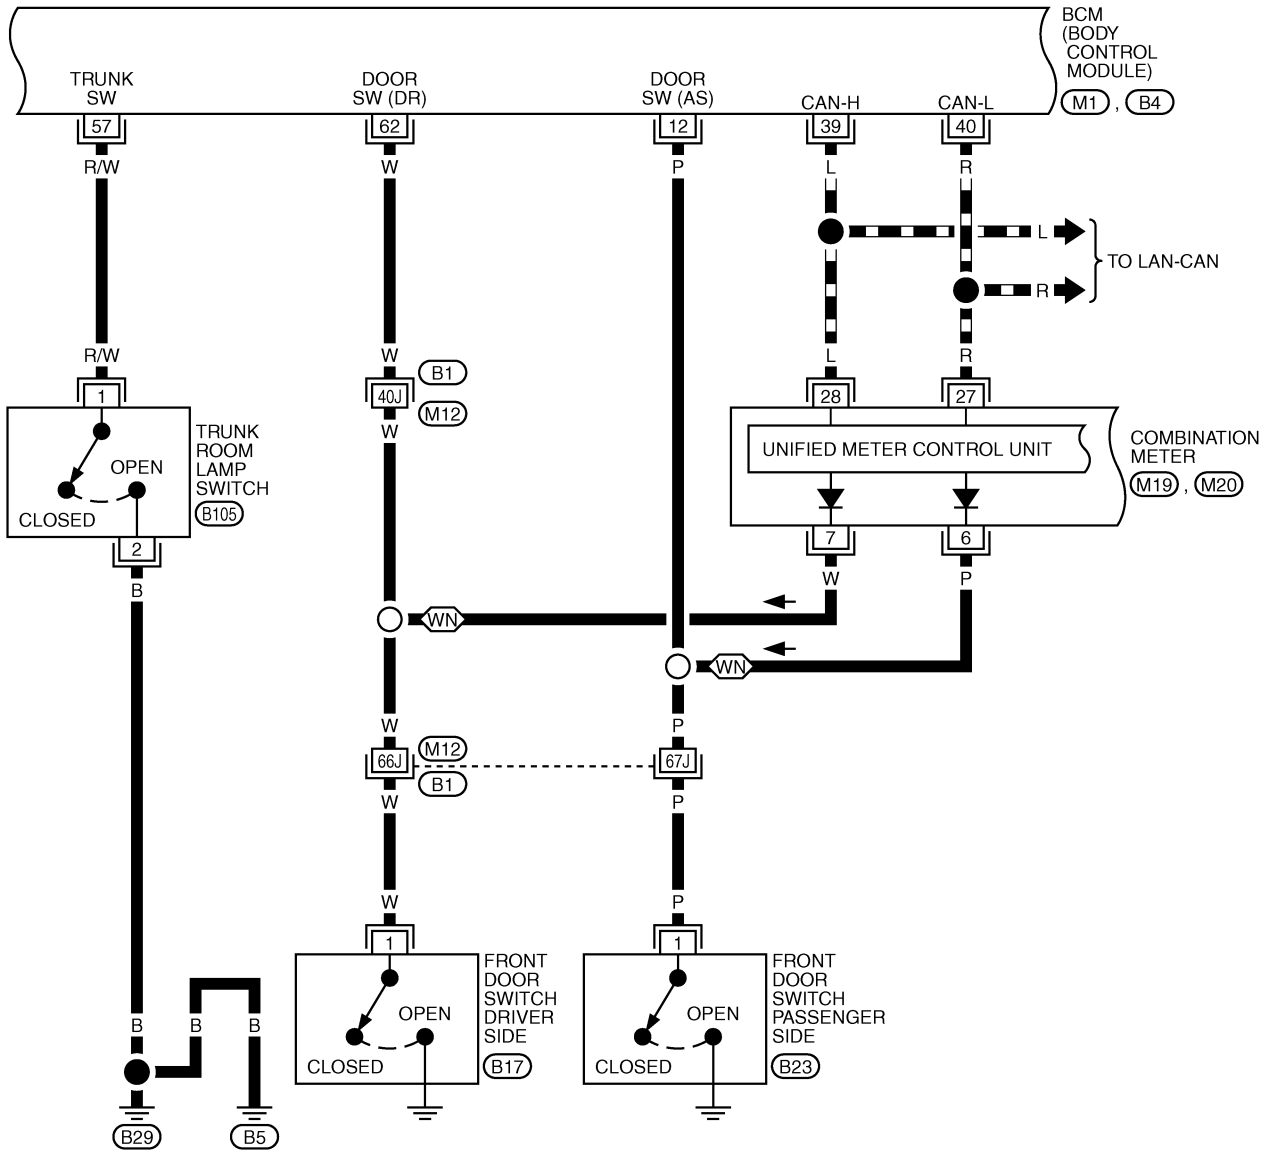 BCM
(BODY
CONTROL
MODULE)
M1 , B4
TRUNK
SW
DOOR
SW (DR)
DOOR
SW (AS)
CAN-H
CAN-L
57
62
12
39
40
R/W
W
P
L
R
L
R
TO LAN-CAN
R/W
W
L
R
B1
1
40J
28
27
M12
W
TRUNK
ROOM
LAMP
SWITCH
B105
OPEN
CLOSED
UNIFIED METER CONTROL UNIT
COMBINATION
METER
M19 , M20
2
7
6
B
W
P
WN
WN
W
P
M12
66J
67J
B1
W
P
W
P
1
1
FRONT
DOOR
SWITCH
DRIVER
SIDE
B17
OPEN
CLOSED
FRONT
DOOR
SWITCH
PASSENGER
SIDE
B23
OPEN
CLOSED
B
B
B
B29
B5